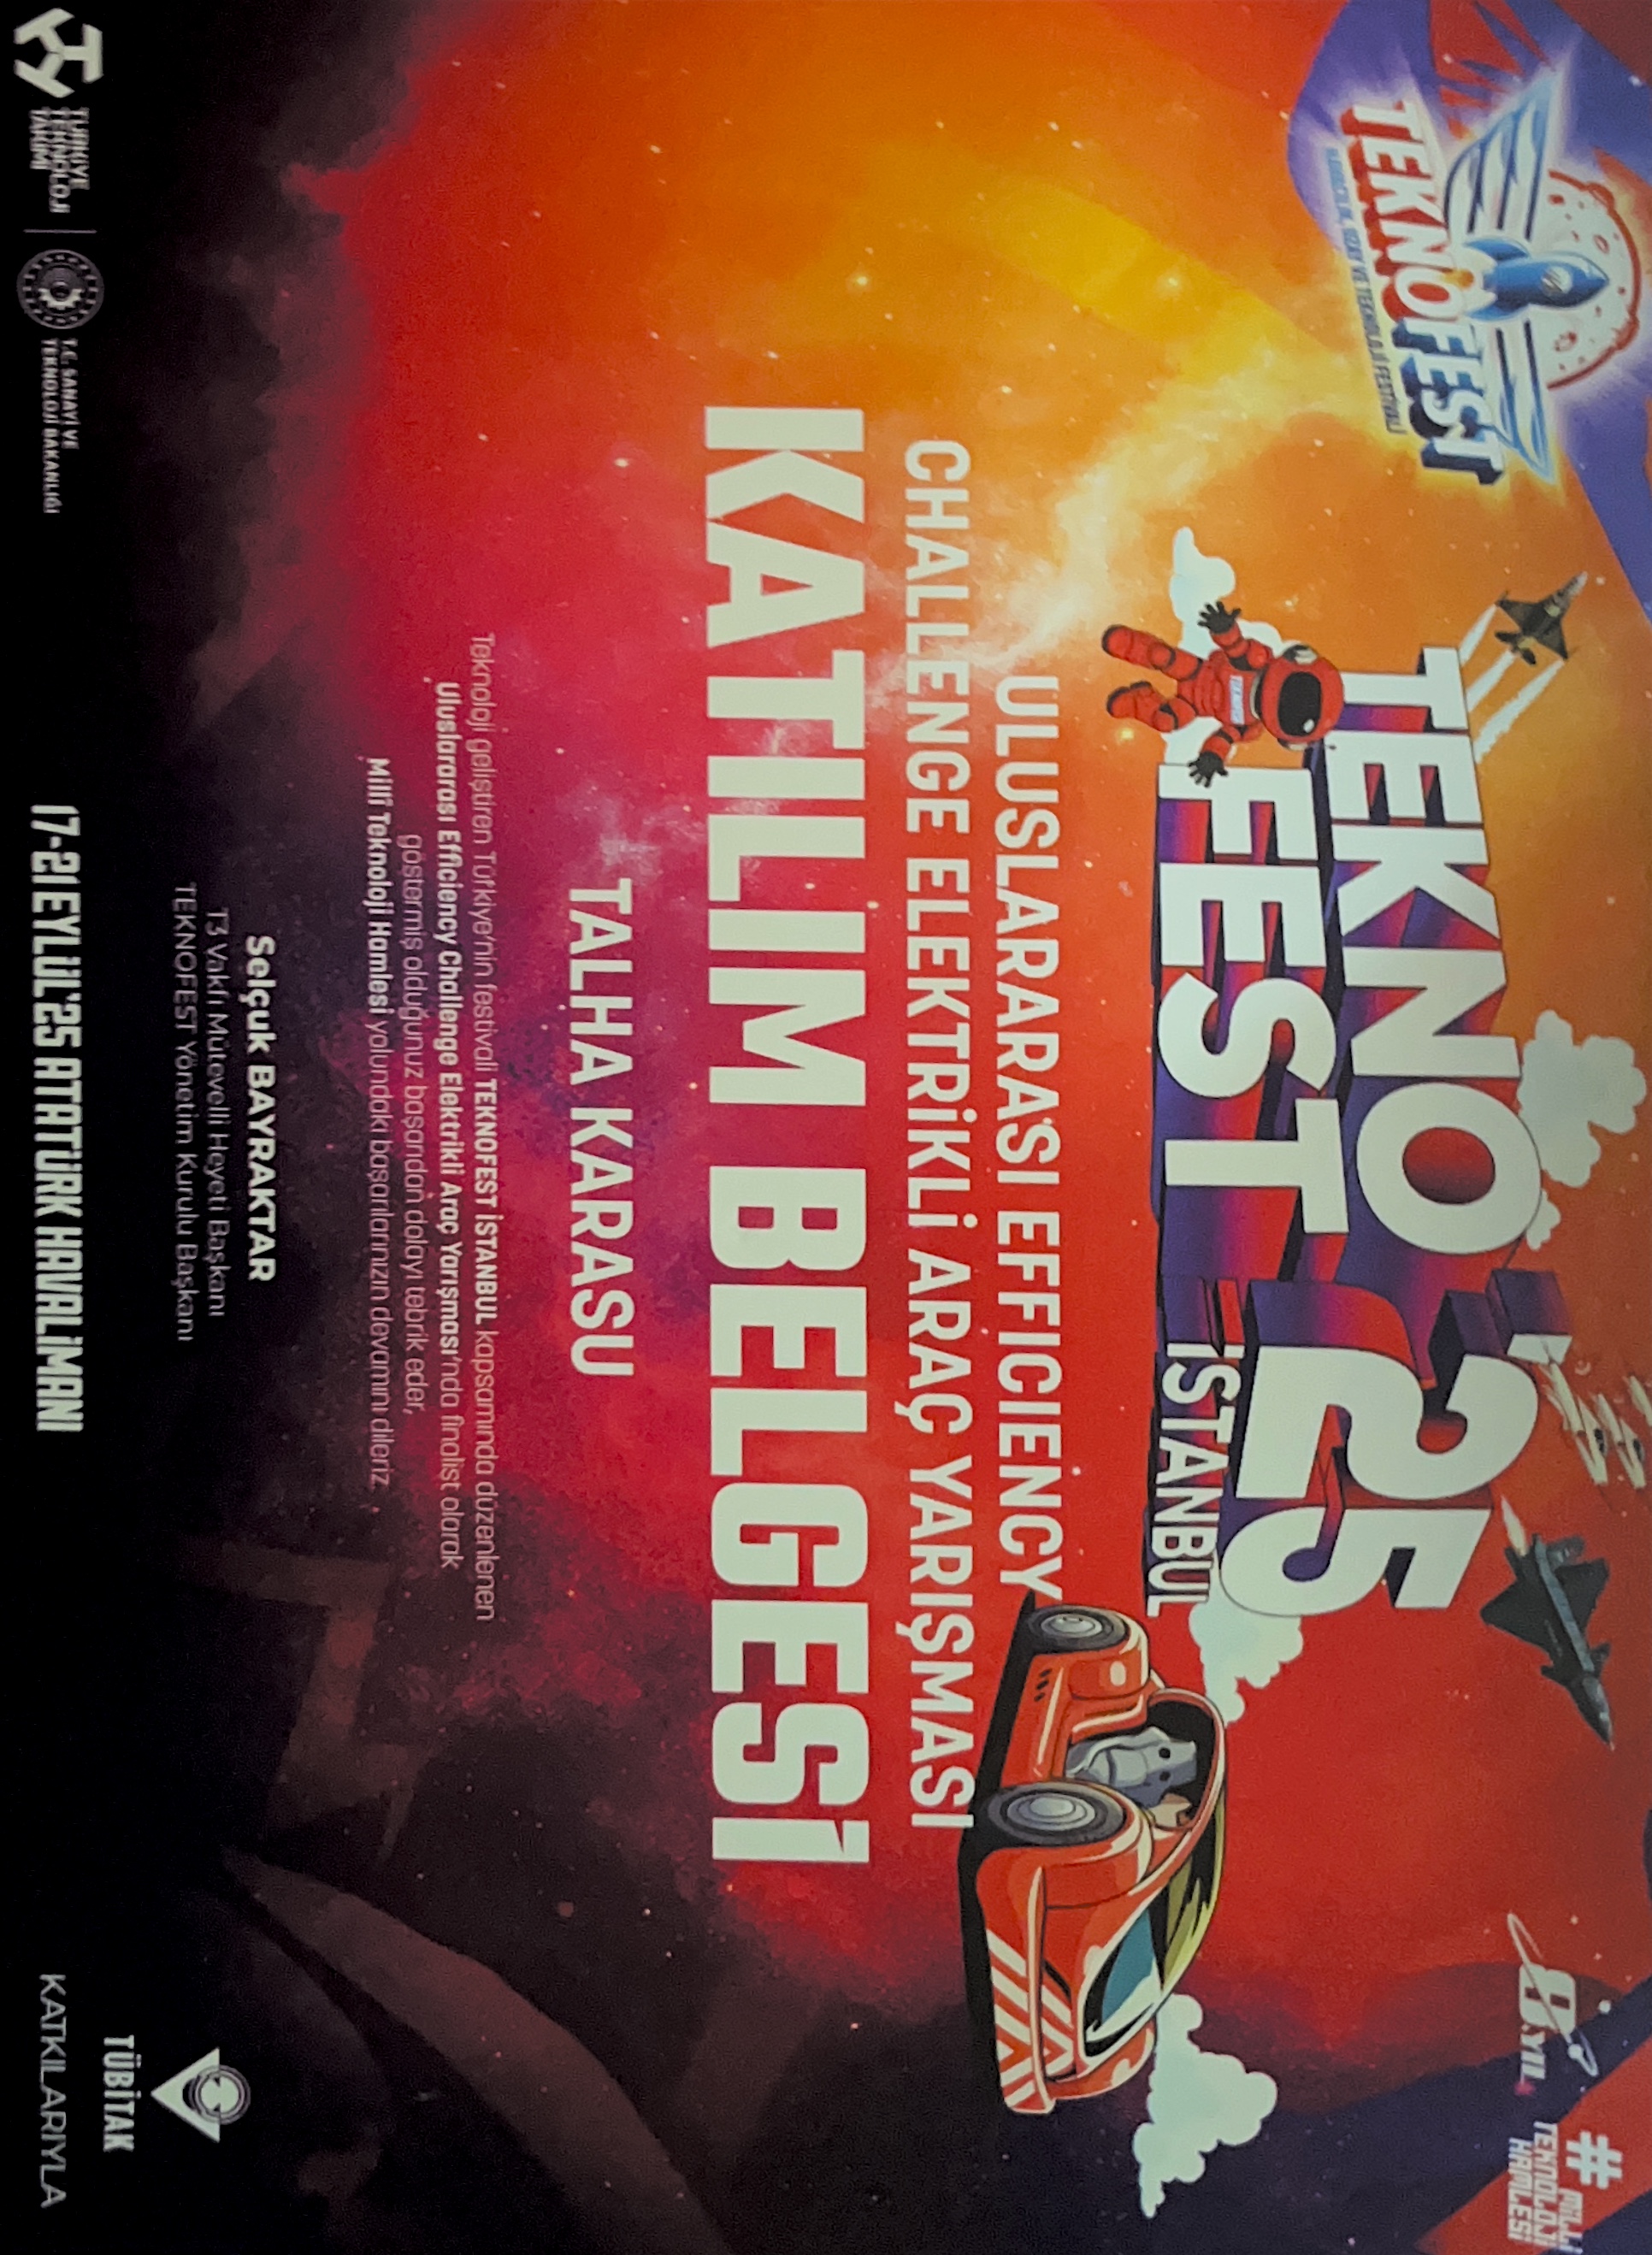 TEKNOFEST
HAVACILIK, UZAY VE TEKNOLOJİ FESTİVALİ
TEKNO
FEST
'25
İSTANBUL
8.YIL
#
MİLLİ
TEKNOLOJİ
HAMLESİ
TEKNOFEST
ULUSLARARASI EFFICIENCY
CHALLENGE ELEKTRİKLİ ARAÇ YARIŞMASI
KATILIM BELGESİ
TALHA KARASU
Teknoloji geliştiren Türkiye'nin festivali TEKNOFEST İSTANBUL kapsamında düzenlenen
Uluslararası Efficiency Challenge Elektrikli Araç Yarışması'nda finalist olarak
göstermiş olduğunuz başarıdan dolayı tebrik eder,
Millî Teknoloji Hamlesi yolundaki başarılarınızın devamını dileriz.
Selçuk BAYRAKTAR
T3 Vakfı Mütevelli Heyeti Başkanı
TEKNOFEST Yönetim Kurulu Başkanı
TÜRKİYE
TEKNOLOJİ
TAKIMI
T.C. SANAYİ VE
TEKNOLOJİ BAKANLIĞI
17-21 EYLÜL'25 ATATÜRK HAVALİMANI
TÜBİTAK
KATKILARIYLA